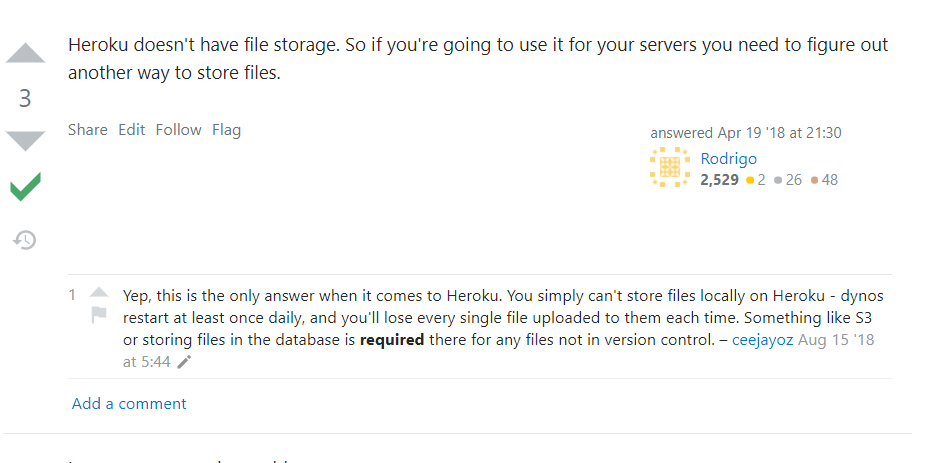 Heroku doesn't have file storage. So if you're going to use it for your servers you need to figure out
another way to store files.
3
Share Edit Follow Flag
answered Apr 19 '18 at 21:30
Rodrigo
2,529 2 26 48
1
Yep, this is the only answer when it comes to Heroku. You simply can't store files locally on Heroku - dynos
restart at least once daily, and you'll lose every single file uploaded to them each time. Something like S3
or storing files in the database is required there for any files not in version control. – ceejayoz Aug 15 '18
at 5:44
Add a comment